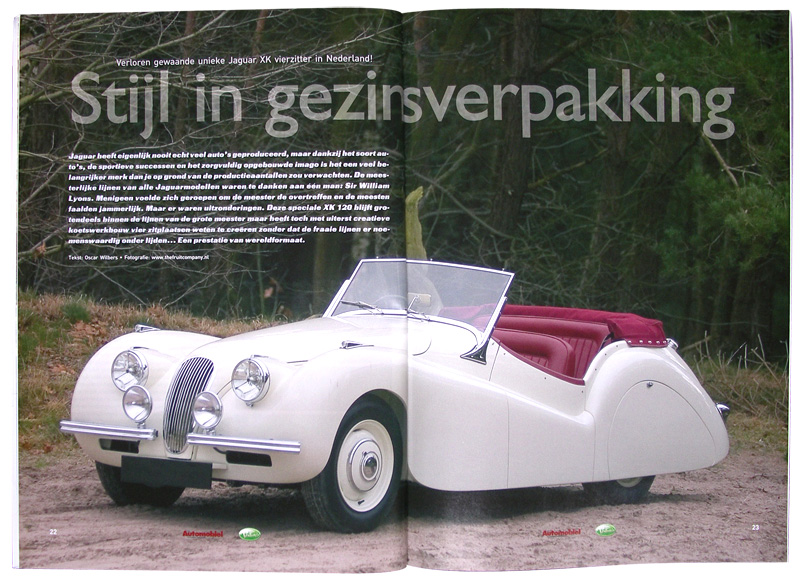 Verloren gewaande unieke Jaguar XK vierzitter in Nederland!
Stijl in gezinsverpakking
Jaguar heeft eigenlijk nooit echt veel auto's geproduceerd, maar dankzij het soort au-
to's, de sportieve successen en het zorgvuldig opgebouwde imago is het een veel be-
langrijker merk dan je op grond van de productieaantallen zou verwachten. De mees-
terlijke lijnen van alle Jaguarmodellen waren te danken aan één man: Sir William
Lyons. Menigeen voelde zich geroepen om de meester de overtreffen en de meesten
faalden jammerlijk. Maar er waren uitzonderingen. Deze speciale XK 120 blijft gro-
tendeels binnen de lijnen van de grote meester maar heeft toch met uiterst creatieve
koetswerkbouw vier zitplaatsen weten te creëren zonder dat de fraaie lijnen er noe-
menswaardig onder lijden... Een prestatie van wereldformaat.
Tekst: Oscar Wilbers • Fotografie: www.thefruitcompany.nl
22
Automobiel
Automobiel
23